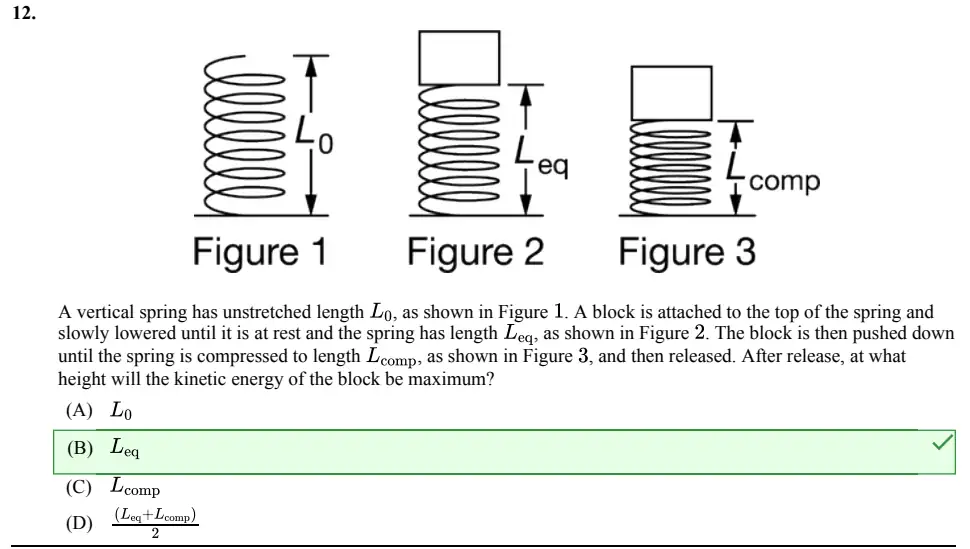 12.
L0
Leq
Lcomp
Figure 1 Figure 2 Figure 3
A vertical spring has unstretched length L0, as shown in Figure 1. A block is attached to the top of the spring and
slowly lowered until it is at rest and the spring has length Leq, as shown in Figure 2. The block is then pushed down
until the spring is compressed to length Lcomp, as shown in Figure 3, and then released. After release, at what
height will the kinetic energy of the block be maximum?
(A) L0
(B) Leq
(C) Lcomp
(D) (Leq+Lcomp)/2